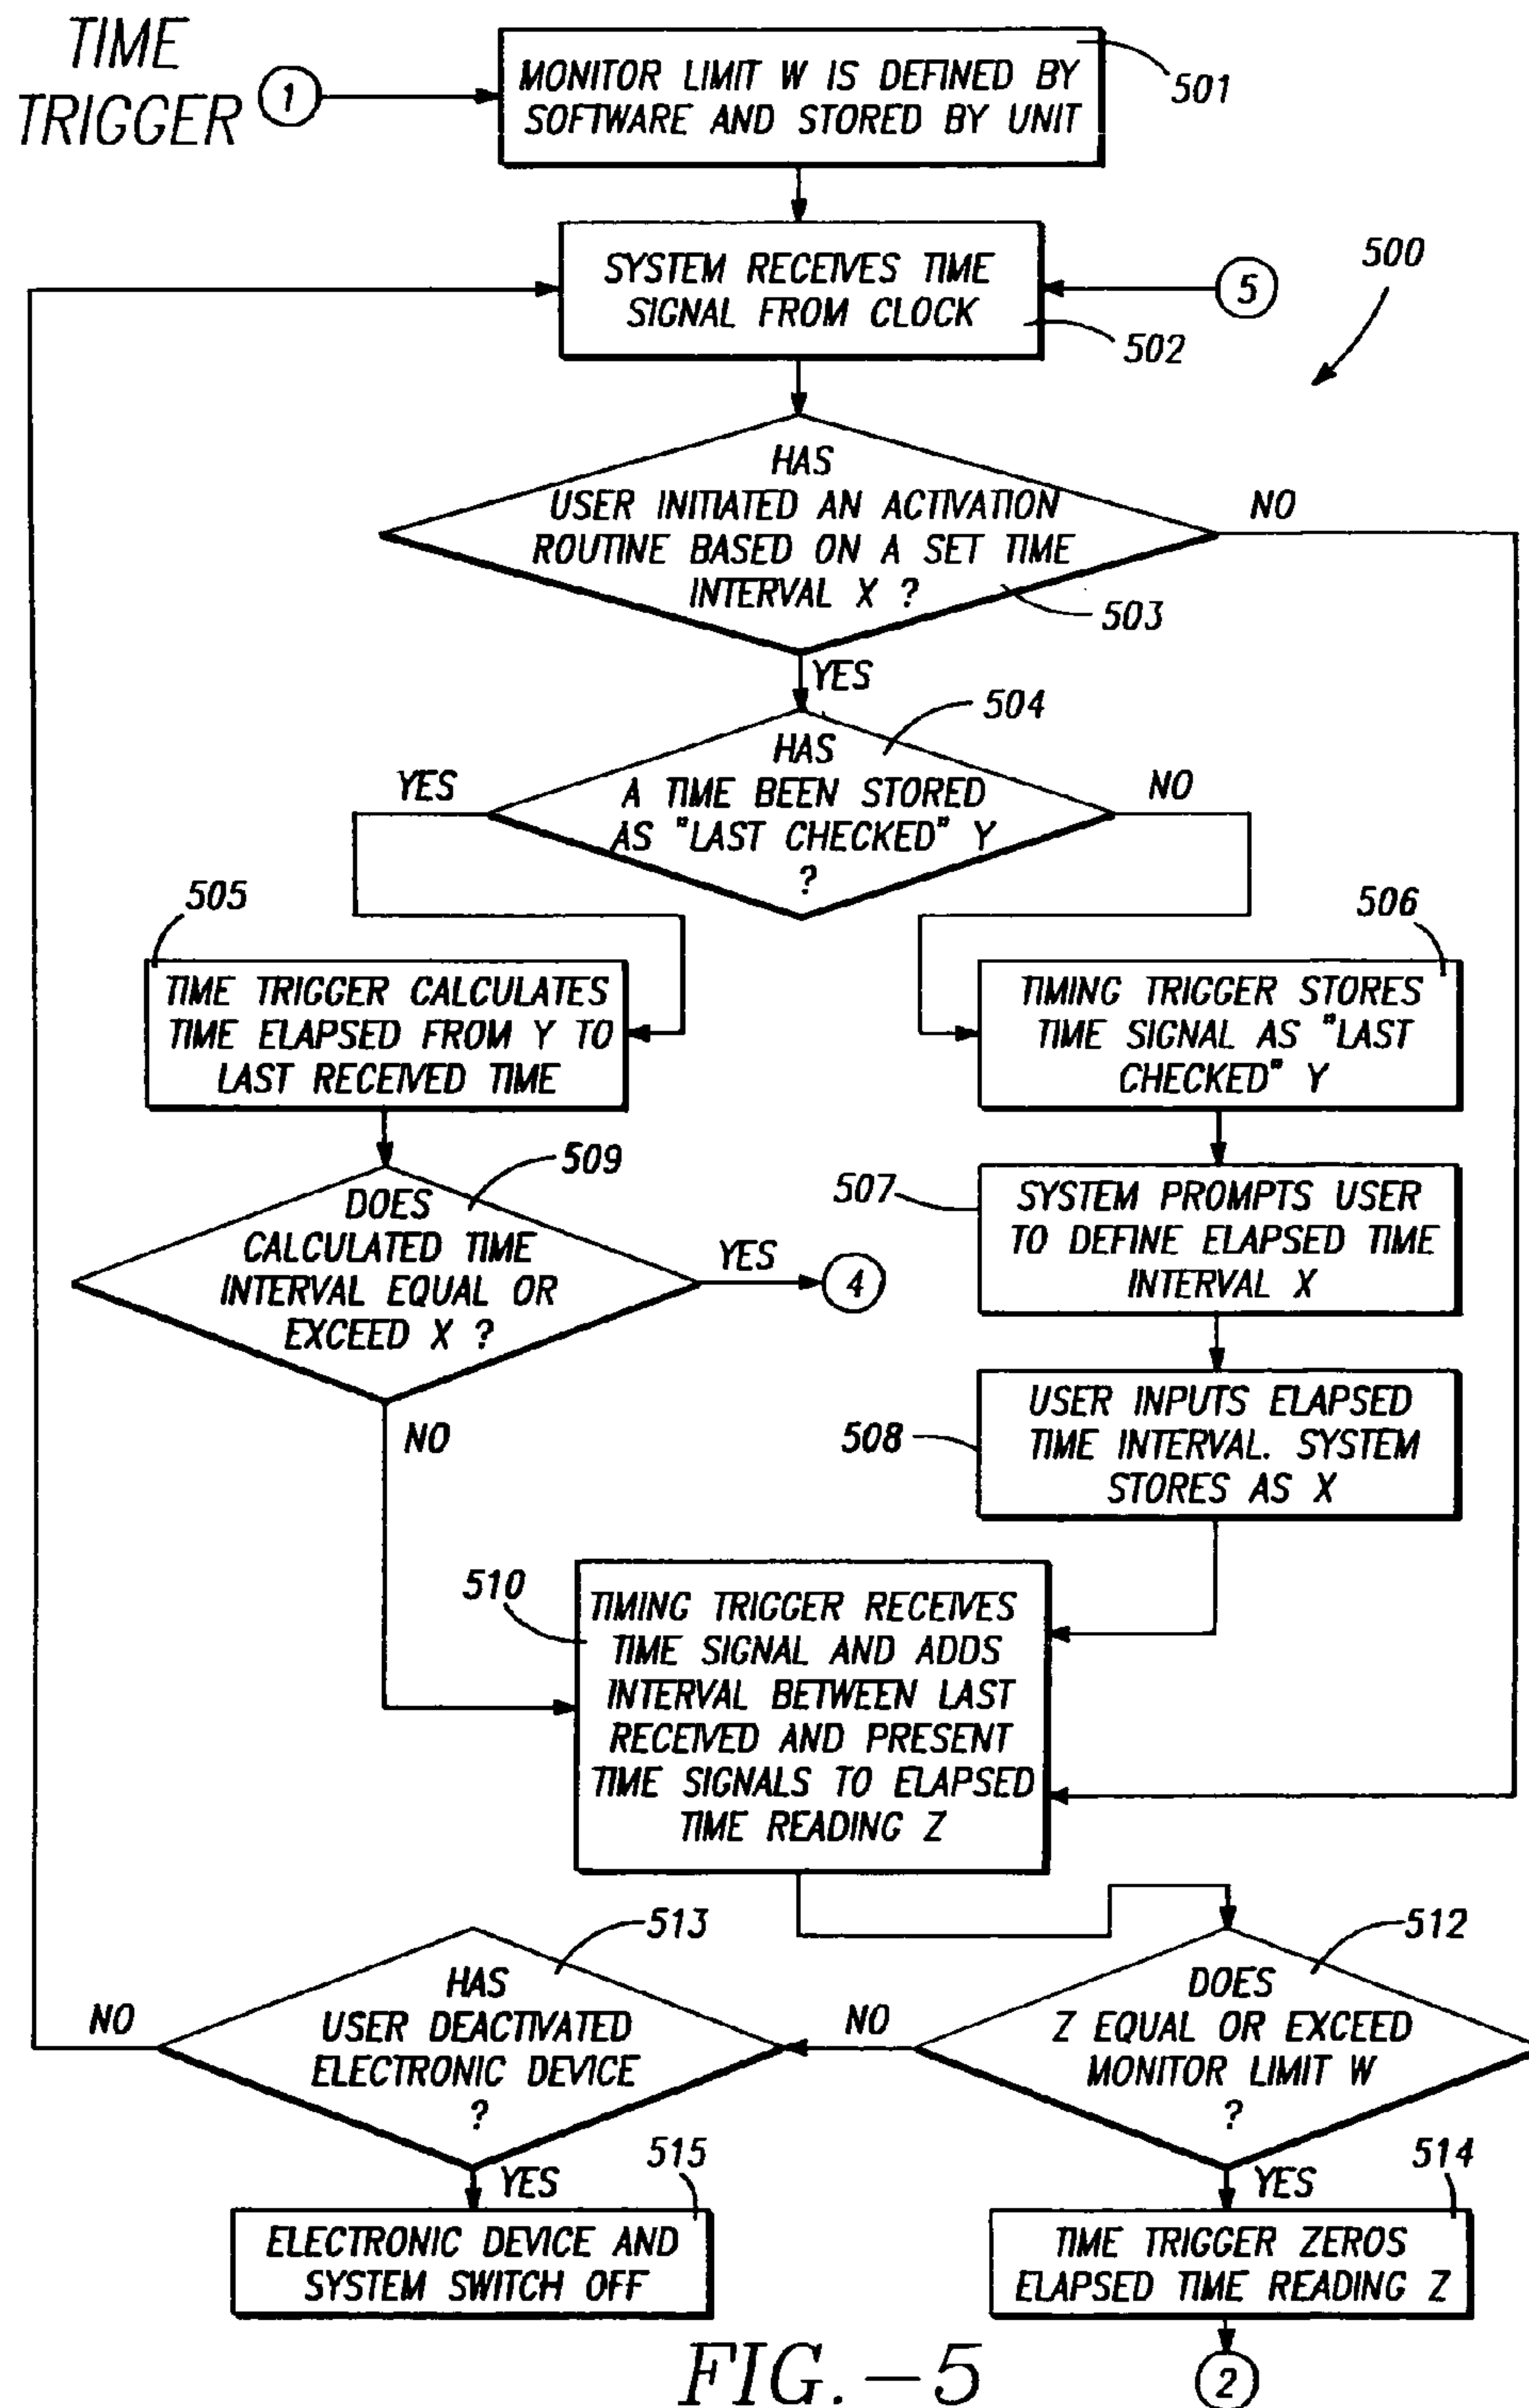 TIME
TRIGGER
1
MONITOR LIMIT W IS DEFINED BY
SOFTWARE AND STORED BY UNIT
501
SYSTEM RECEIVES TIME
SIGNAL FROM CLOCK
502
5
500
HAS
USER INITIATED AN ACTIVATION
ROUTINE BASED ON A SET TIME
INTERVAL X ?
503
NO
YES
504
HAS
A TIME BEEN STORED
AS "LAST CHECKED" Y
?
YES
NO
505
TIME TRIGGER CALCULATES
TIME ELAPSED FROM Y TO
LAST RECEIVED TIME
506
TIMING TRIGGER STORES
TIME SIGNAL AS "LAST
CHECKED" Y
509
DOES
CALCULATED TIME
INTERVAL EQUAL OR
EXCEED X ?
YES
4
NO
507
SYSTEM PROMPTS USER
TO DEFINE ELAPSED TIME
INTERVAL X
508
USER INPUTS ELAPSED
TIME INTERVAL. SYSTEM
STORES AS X
510
TIMING TRIGGER RECEIVES
TIME SIGNAL AND ADDS
INTERVAL BETWEEN LAST
RECEIVED AND PRESENT
TIME SIGNALS TO ELAPSED
TIME READING Z
513
HAS
USER DEACTIVATED
ELECTRONIC DEVICE
?
NO
NO
512
DOES
Z EQUAL OR EXCEED
MONITOR LIMIT W
?
YES
515
ELECTRONIC DEVICE AND
SYSTEM SWITCH OFF
YES
514
TIME TRIGGER ZEROS
ELAPSED TIME READING Z
2
FIG.-5